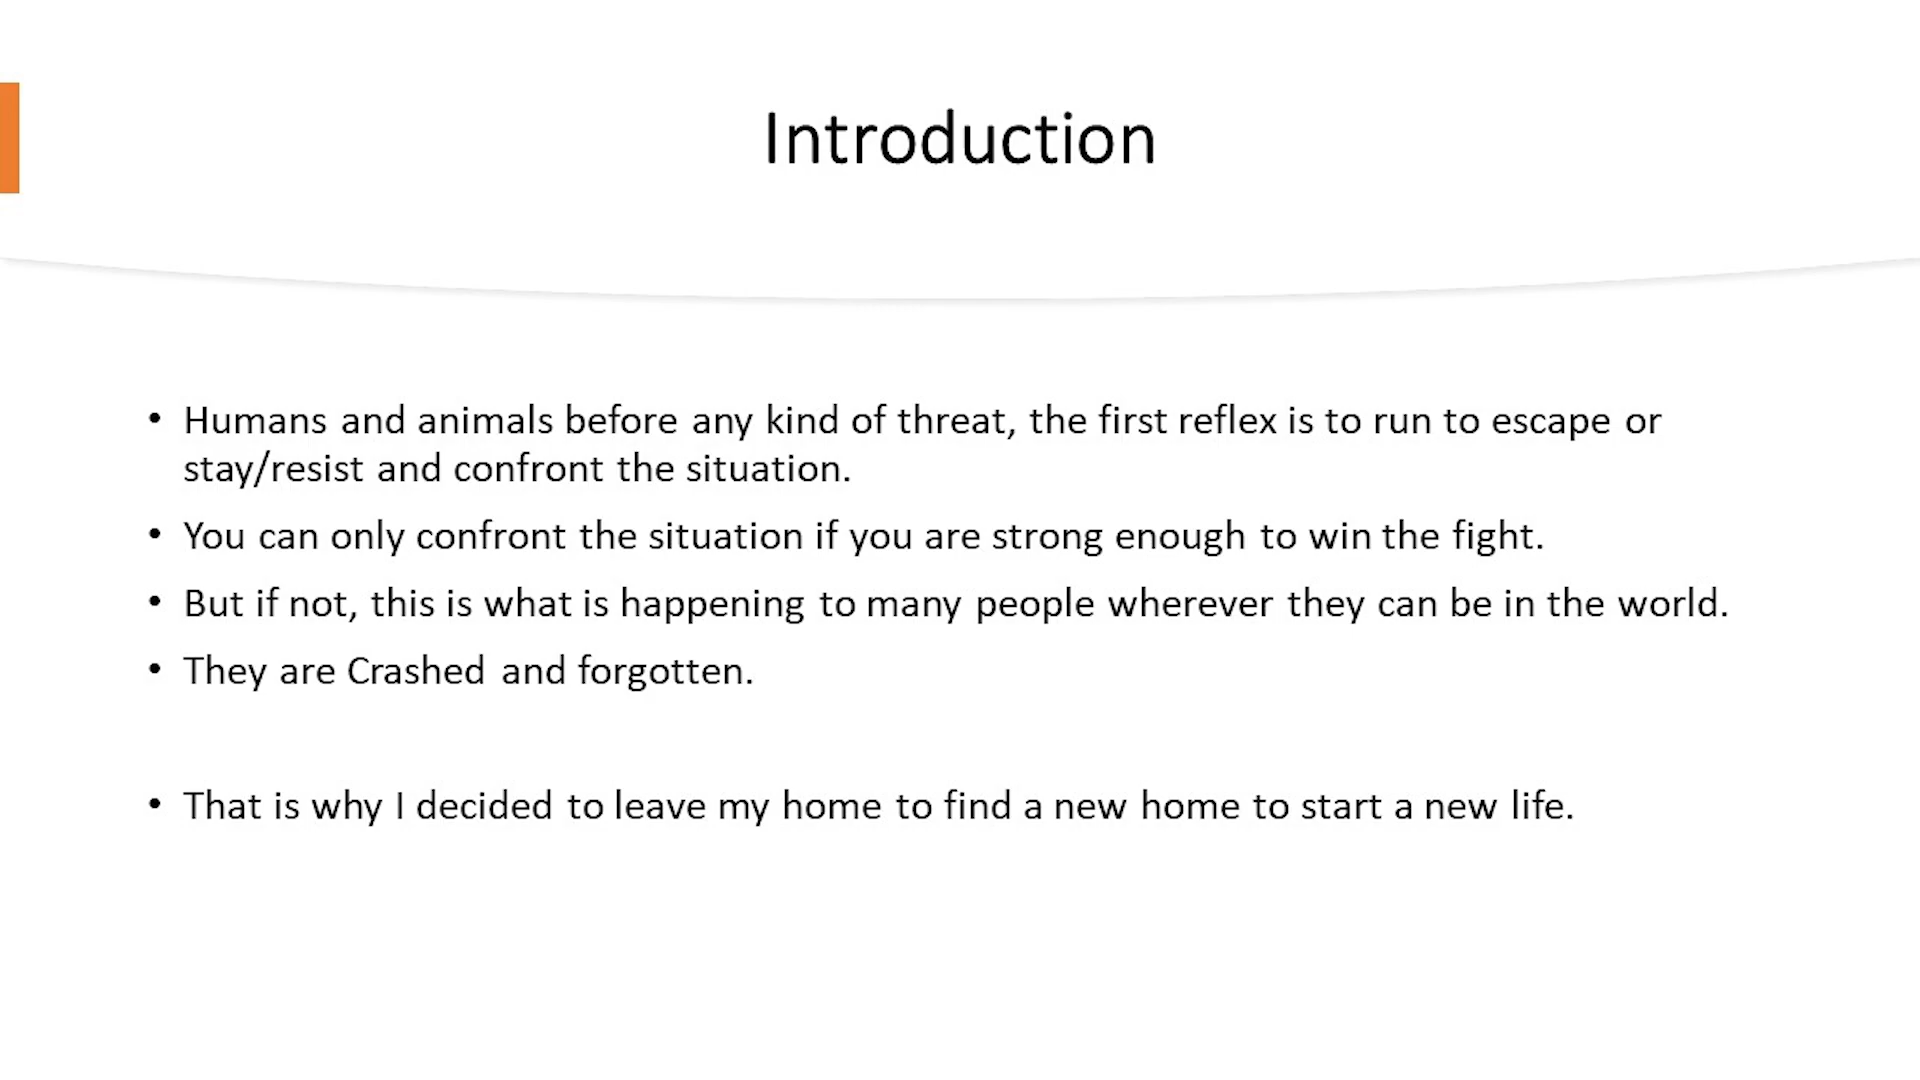 Introduction
• Humans and animals before any kind of threat, the first reflex is to run to escape or
stay/resist and confront the situation.
• You can only confront the situation if you are strong enough to win the fight.
• But if not, this is what is happening to many people wherever they can be in the world.
• They are Crashed and forgotten.
• That is why I decided to leave my home to find a new home to start a new life.